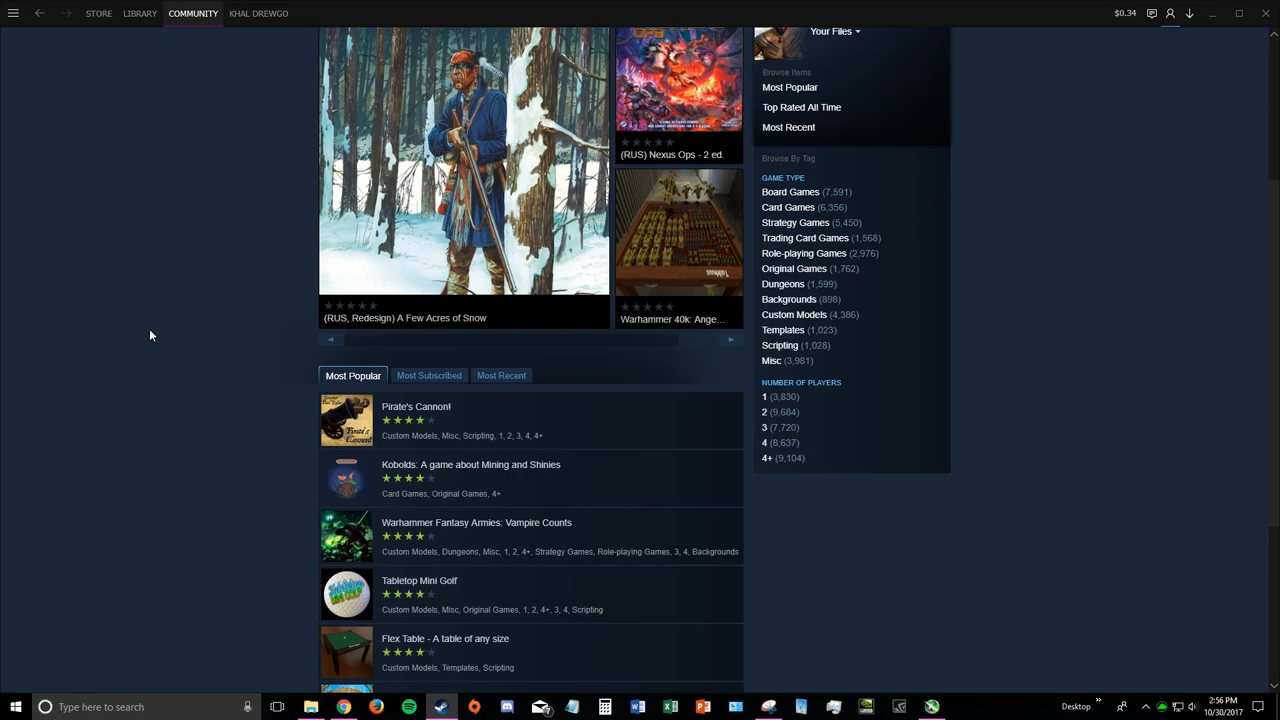 STORE LIBRARY COMMUNITY KHAL DREWGO $0.34
Your Files
Browse Items
Most Popular
Top Rated All Time
Most Recent
(RUS) Nexus Ops - 2 ed.
Browse By Tag
GAME TYPE
Board Games (7,591)
Card Games (6,356)
Strategy Games (5,450)
Trading Card Games (1,568)
Role-playing Games (2,976)
Original Games (1,762)
Dungeons (1,599)
Backgrounds (898)
Custom Models (4,386)
Templates (1,023)
Scripting (1,028)
Misc (3,981)
NUMBER OF PLAYERS
1 (3,830)
2 (9,684)
3 (7,720)
4 (8,637)
4+ (9,104)
(RUS, Redesign) A Few Acres of Snow
Warhammer 40k: Ange...
Most Popular Most Subscribed Most Recent
Pirate's Cannon!
Custom Models, Misc, Scripting, 1, 2, 3, 4, 4+
Kobolds: A game about Mining and Shinies
Card Games, Original Games, 4+
Warhammer Fantasy Armies: Vampire Counts
Custom Models, Dungeons, Misc, 1, 2, 4+, Strategy Games, Role-playing Games, 3, 4, Backgrounds
Tabletop Mini Golf
Custom Models, Misc, Original Games, 1, 2, 4+, 3, 4, Scripting
Flex Table - A table of any size
Custom Models, Templates, Scripting
Type here to search
Desktop
2:56 PM
10/30/2017